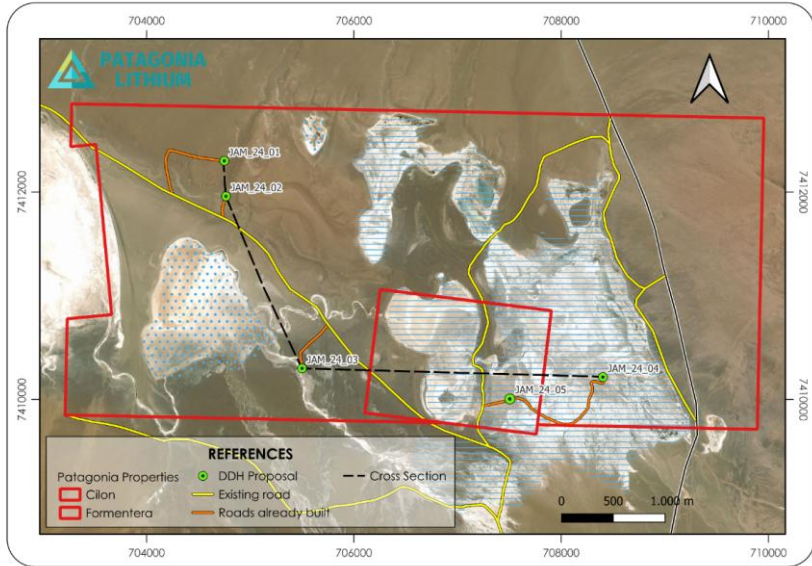 704000 706000 708000 710000
PATAGONIA
LITHIUM
JAM_24_01
7412000 7412000
JAM_24_02
JAM_24_03
JAM_24_04
JAM_24_05
7410000 7410000
REFERENCES
Patagonia Properties DDH Proposal Cross Section
Cilon Existing road
Formentera Roads already built
0 500 1.000 m
704000 706000 708000 710000